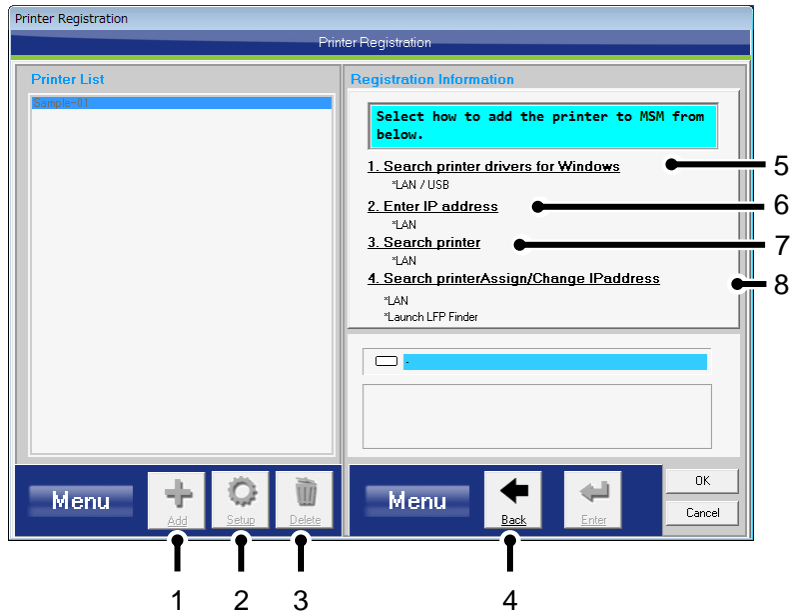 Printer Registration
Printer Registration
Printer List
Sample-01
Registration Information
Select how to add the printer to MSM from
below.
1. Search printer drivers for Windows
*LAN / USB
2. Enter IP address
*LAN
3. Search printer
*LAN
4. Search printerAssign/Change IPaddress
*LAN
*Launch LFP Finder
-
5
6
7
8
Menu
Add
Setup
Delete
Menu
Back
Enter
OK
Cancel
1
2
3
4